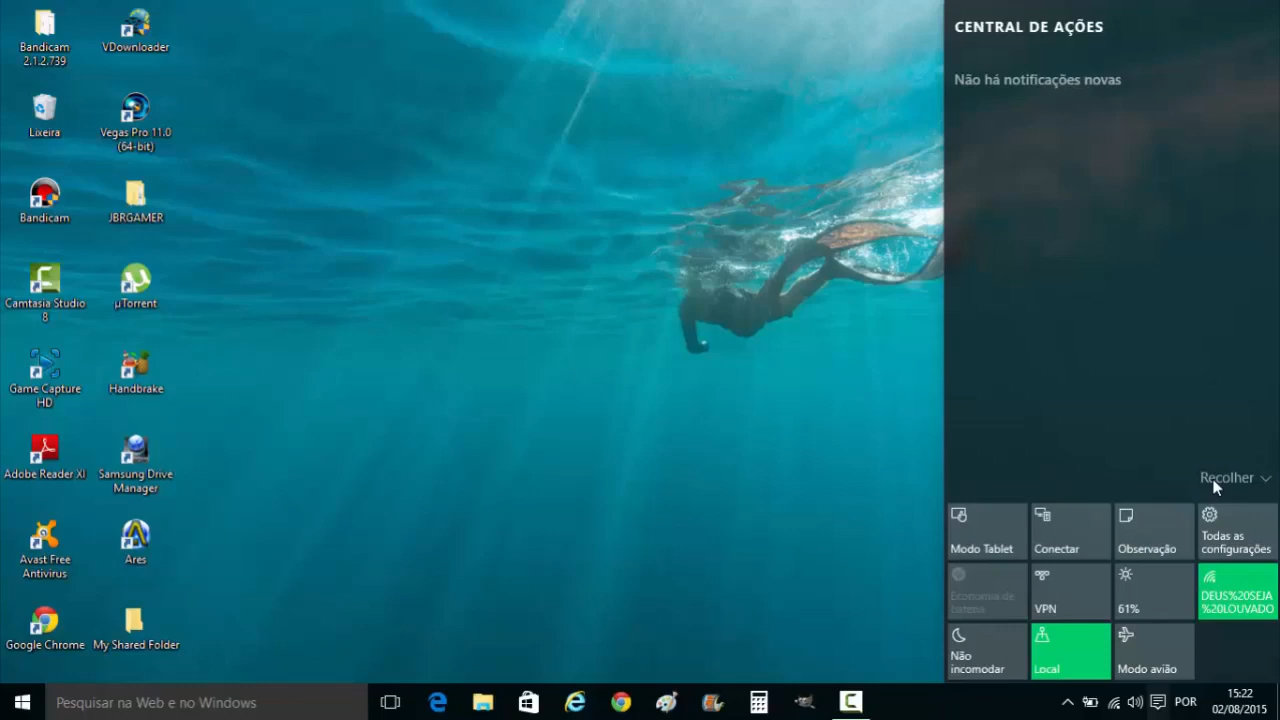 Bandicam
2.1.2.739
VDownloader
Lixeira
Vegas Pro 11.0
(64-bit)
Bandicam
JBRGAMER
Camtasia Studio
8
µTorrent
Game Capture
HD
Handbrake
Adobe Reader XI
Samsung Drive
Manager
Avast Free
Antivirus
Ares
Google Chrome
My Shared Folder
CENTRAL DE AÇÕES
Não há notificações novas
Recolher
Modo Tablet
Conectar
Observação
Todas as
configurações
Economia de
bateria
VPN
61%
DEUS%20SEJA
%20LOUVADO
Não
incomodar
Local
Modo avião
Pesquisar na Web e no Windows
POR
15:22
02/08/2015